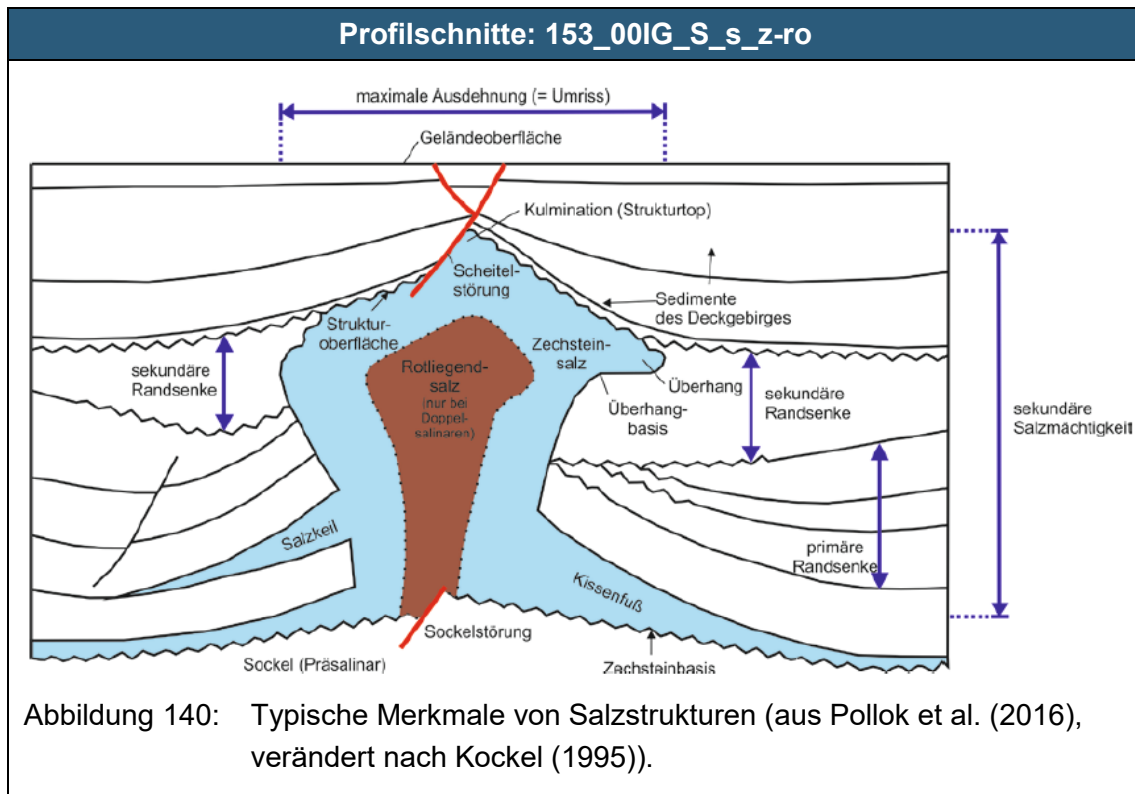 Profilschnitte: 153_00IG_S_s_z-ro
maximale Ausdehnung (= Umriss)
Geländeoberfläche
Kulmination (Strukturtop)
Scheitel-
störung
Sedimente
des Deckgebirges
Struktur-
oberfläche
Zechstein-
salz
sekundäre
Randsenke
Rotliegend-
salz
(nur bei
Doppel-
salinaren)
Überhang
Überhang-
basis
sekundäre
Randsenke
sekundäre
Salzmächtigkeit
Salzkeil
primäre
Randsenke
Kissenfuß
Sockelstörung
Sockel (Präsalinar)
Zechsteinbasis
Abbildung 140: Typische Merkmale von Salzstrukturen (aus Pollok et al. (2016),
verändert nach Kockel (1995)).